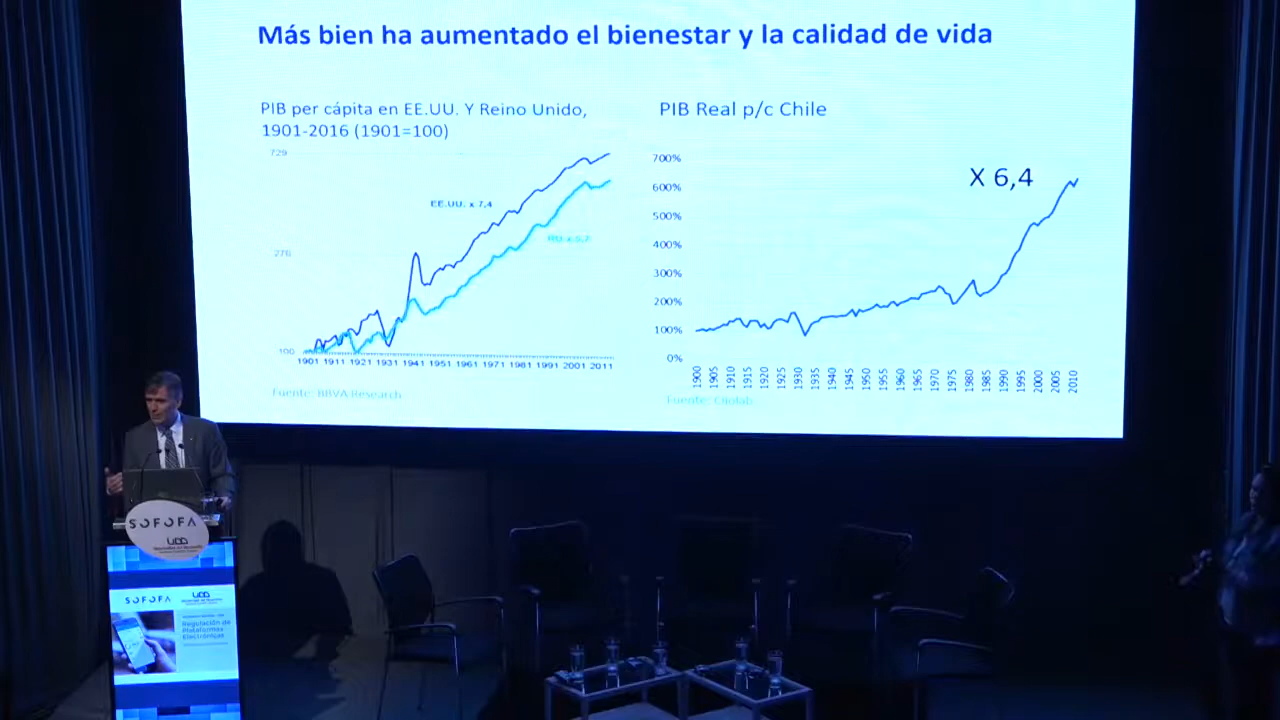 Más bien ha aumentado el bienestar y la calidad de vida
PIB per cápita en EE.UU. Y Reino Unido,
1901-2016 (1901=100)
729
EE.UU. x 7,4
RU x 5,7
276
100
1901 1911 1921 1931 1941 1951 1961 1971 1981 1991 2001 2011
Fuente: BBVA Research
PIB Real p/c Chile
X 6,4
700%
600%
500%
400%
300%
200%
100%
0%
1900 1905 1910 1915 1920 1925 1930 1935 1940 1945 1950 1955 1960 1965 1970 1975 1980 1985 1990 1995 2000 2005 2010
Fuente: Cliolab
SOFOFA
UDD
SOFOFA
UDD
Regulación de
Plataformas
Electrónicas